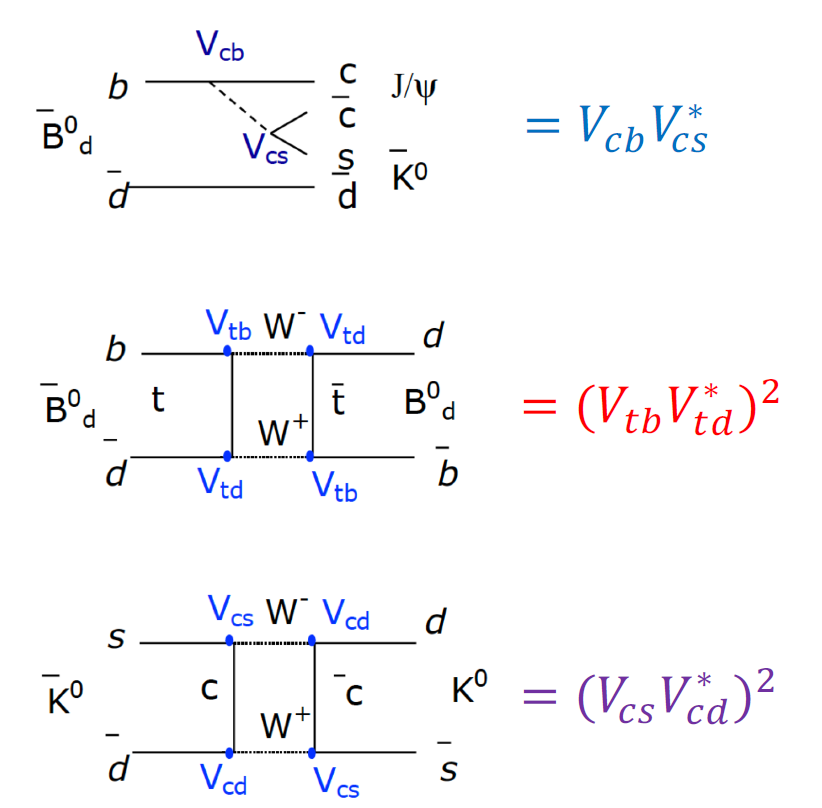 V_cb
b c J/ψ
B̄⁰_d c̄ = V_cb V*_cs
V_cs s K̄⁰
d̄ d̄
V_tb W⁻ V_td
b d
B̄⁰_d t t̄ B⁰_d = (V_tb V*_td)²
W⁺
d̄ V_td V_tb b̄
V_cs W⁻ V_cd
s d
K̄⁰ c c̄ K⁰ = (V_cs V*_cd)²
W⁺
d̄ V_cd V_cs s̄